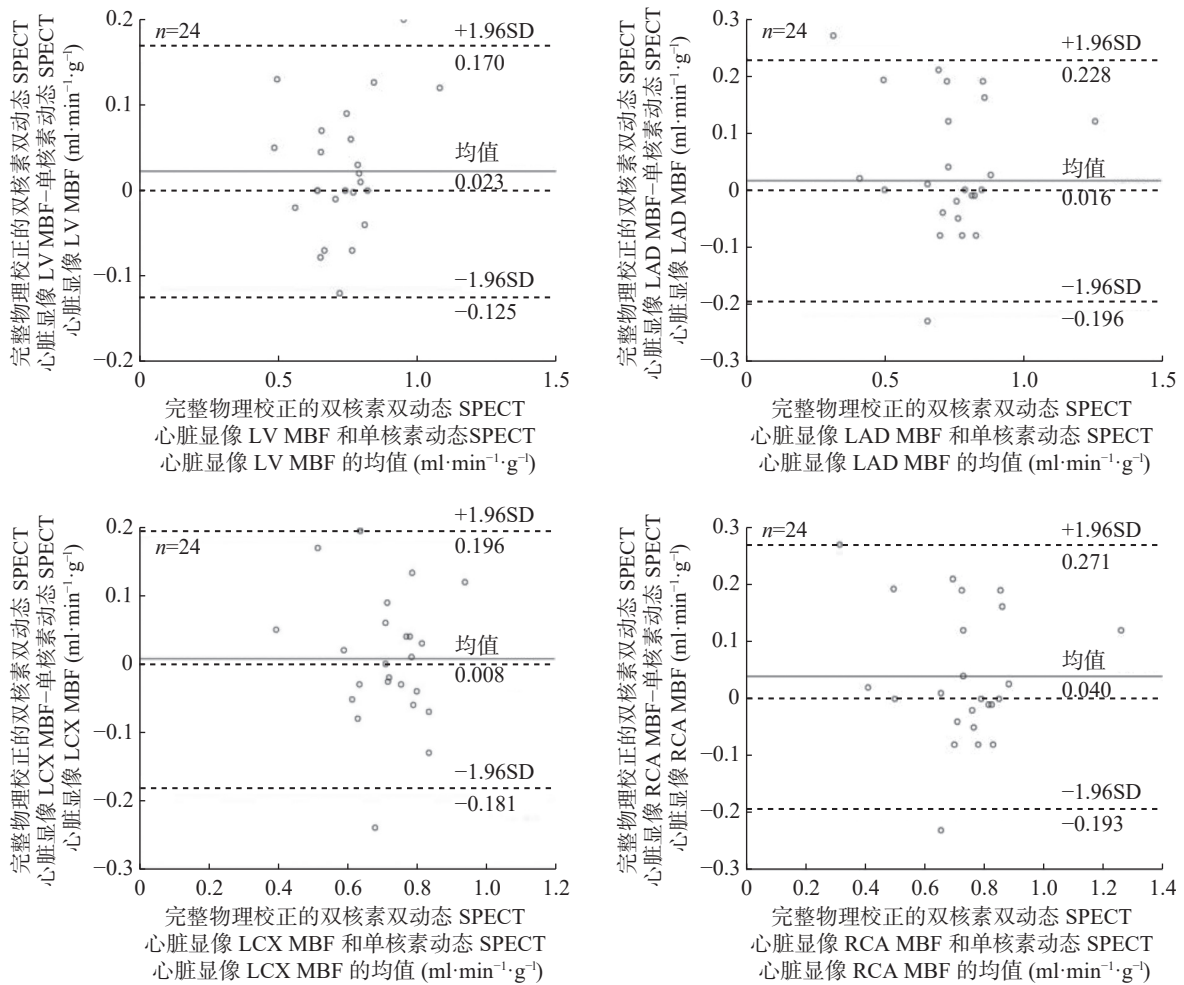 完整物理校正的双核素双动态 SPECT
心脏显像 LV MBF−单核素动态 SPECT
心脏显像 LV MBF (ml·min⁻¹·g⁻¹)
0.2
0.1
0
−0.1
−0.2
n=24
+1.96SD
0.170
均值
0.023
−1.96SD
−0.125
0
0.5
1.0
1.5
完整物理校正的双核素双动态 SPECT
心脏显像 LV MBF 和单核素动态SPECT
心脏显像 LV MBF 的均值 (ml·min⁻¹·g⁻¹)
完整物理校正的双核素双动态 SPECT
心脏显像 LAD MBF−单核素动态 SPECT
心脏显像 LAD MBF (ml·min⁻¹·g⁻¹)
0.3
0.2
0.1
0
−0.1
−0.2
−0.3
n=24
+1.96SD
0.228
均值
0.016
−1.96SD
−0.196
0
0.5
1.0
1.5
完整物理校正的双核素双动态 SPECT
心脏显像 LAD MBF 和单核素动态 SPECT
心脏显像 LAD MBF 的均值 (ml·min⁻¹·g⁻¹)
完整物理校正的双核素双动态 SPECT
心脏显像 LCX MBF−单核素动态 SPECT
心脏显像 LCX MBF (ml·min⁻¹·g⁻¹)
0.2
0.1
0
−0.1
−0.2
−0.3
n=24
+1.96SD
0.196
均值
0.008
−1.96SD
−0.181
0
0.2
0.4
0.6
0.8
1.0
1.2
完整物理校正的双核素双动态 SPECT
心脏显像 LCX MBF 和单核素动态 SPECT
心脏显像 LCX MBF 的均值 (ml·min⁻¹·g⁻¹)
完整物理校正的双核素双动态 SPECT
心脏显像 RCA MBF−单核素动态 SPECT
心脏显像 RCA MBF (ml·min⁻¹·g⁻¹)
0.3
0.2
0.1
0
−0.1
−0.2
−0.3
n=24
+1.96SD
0.271
均值
0.040
−1.96SD
−0.193
0
0.2
0.4
0.6
0.8
1.0
1.2
1.4
完整物理校正的双核素双动态 SPECT
心脏显像 RCA MBF 和单核素动态 SPECT
心脏显像 RCA MBF 的均值 (ml·min⁻¹·g⁻¹)